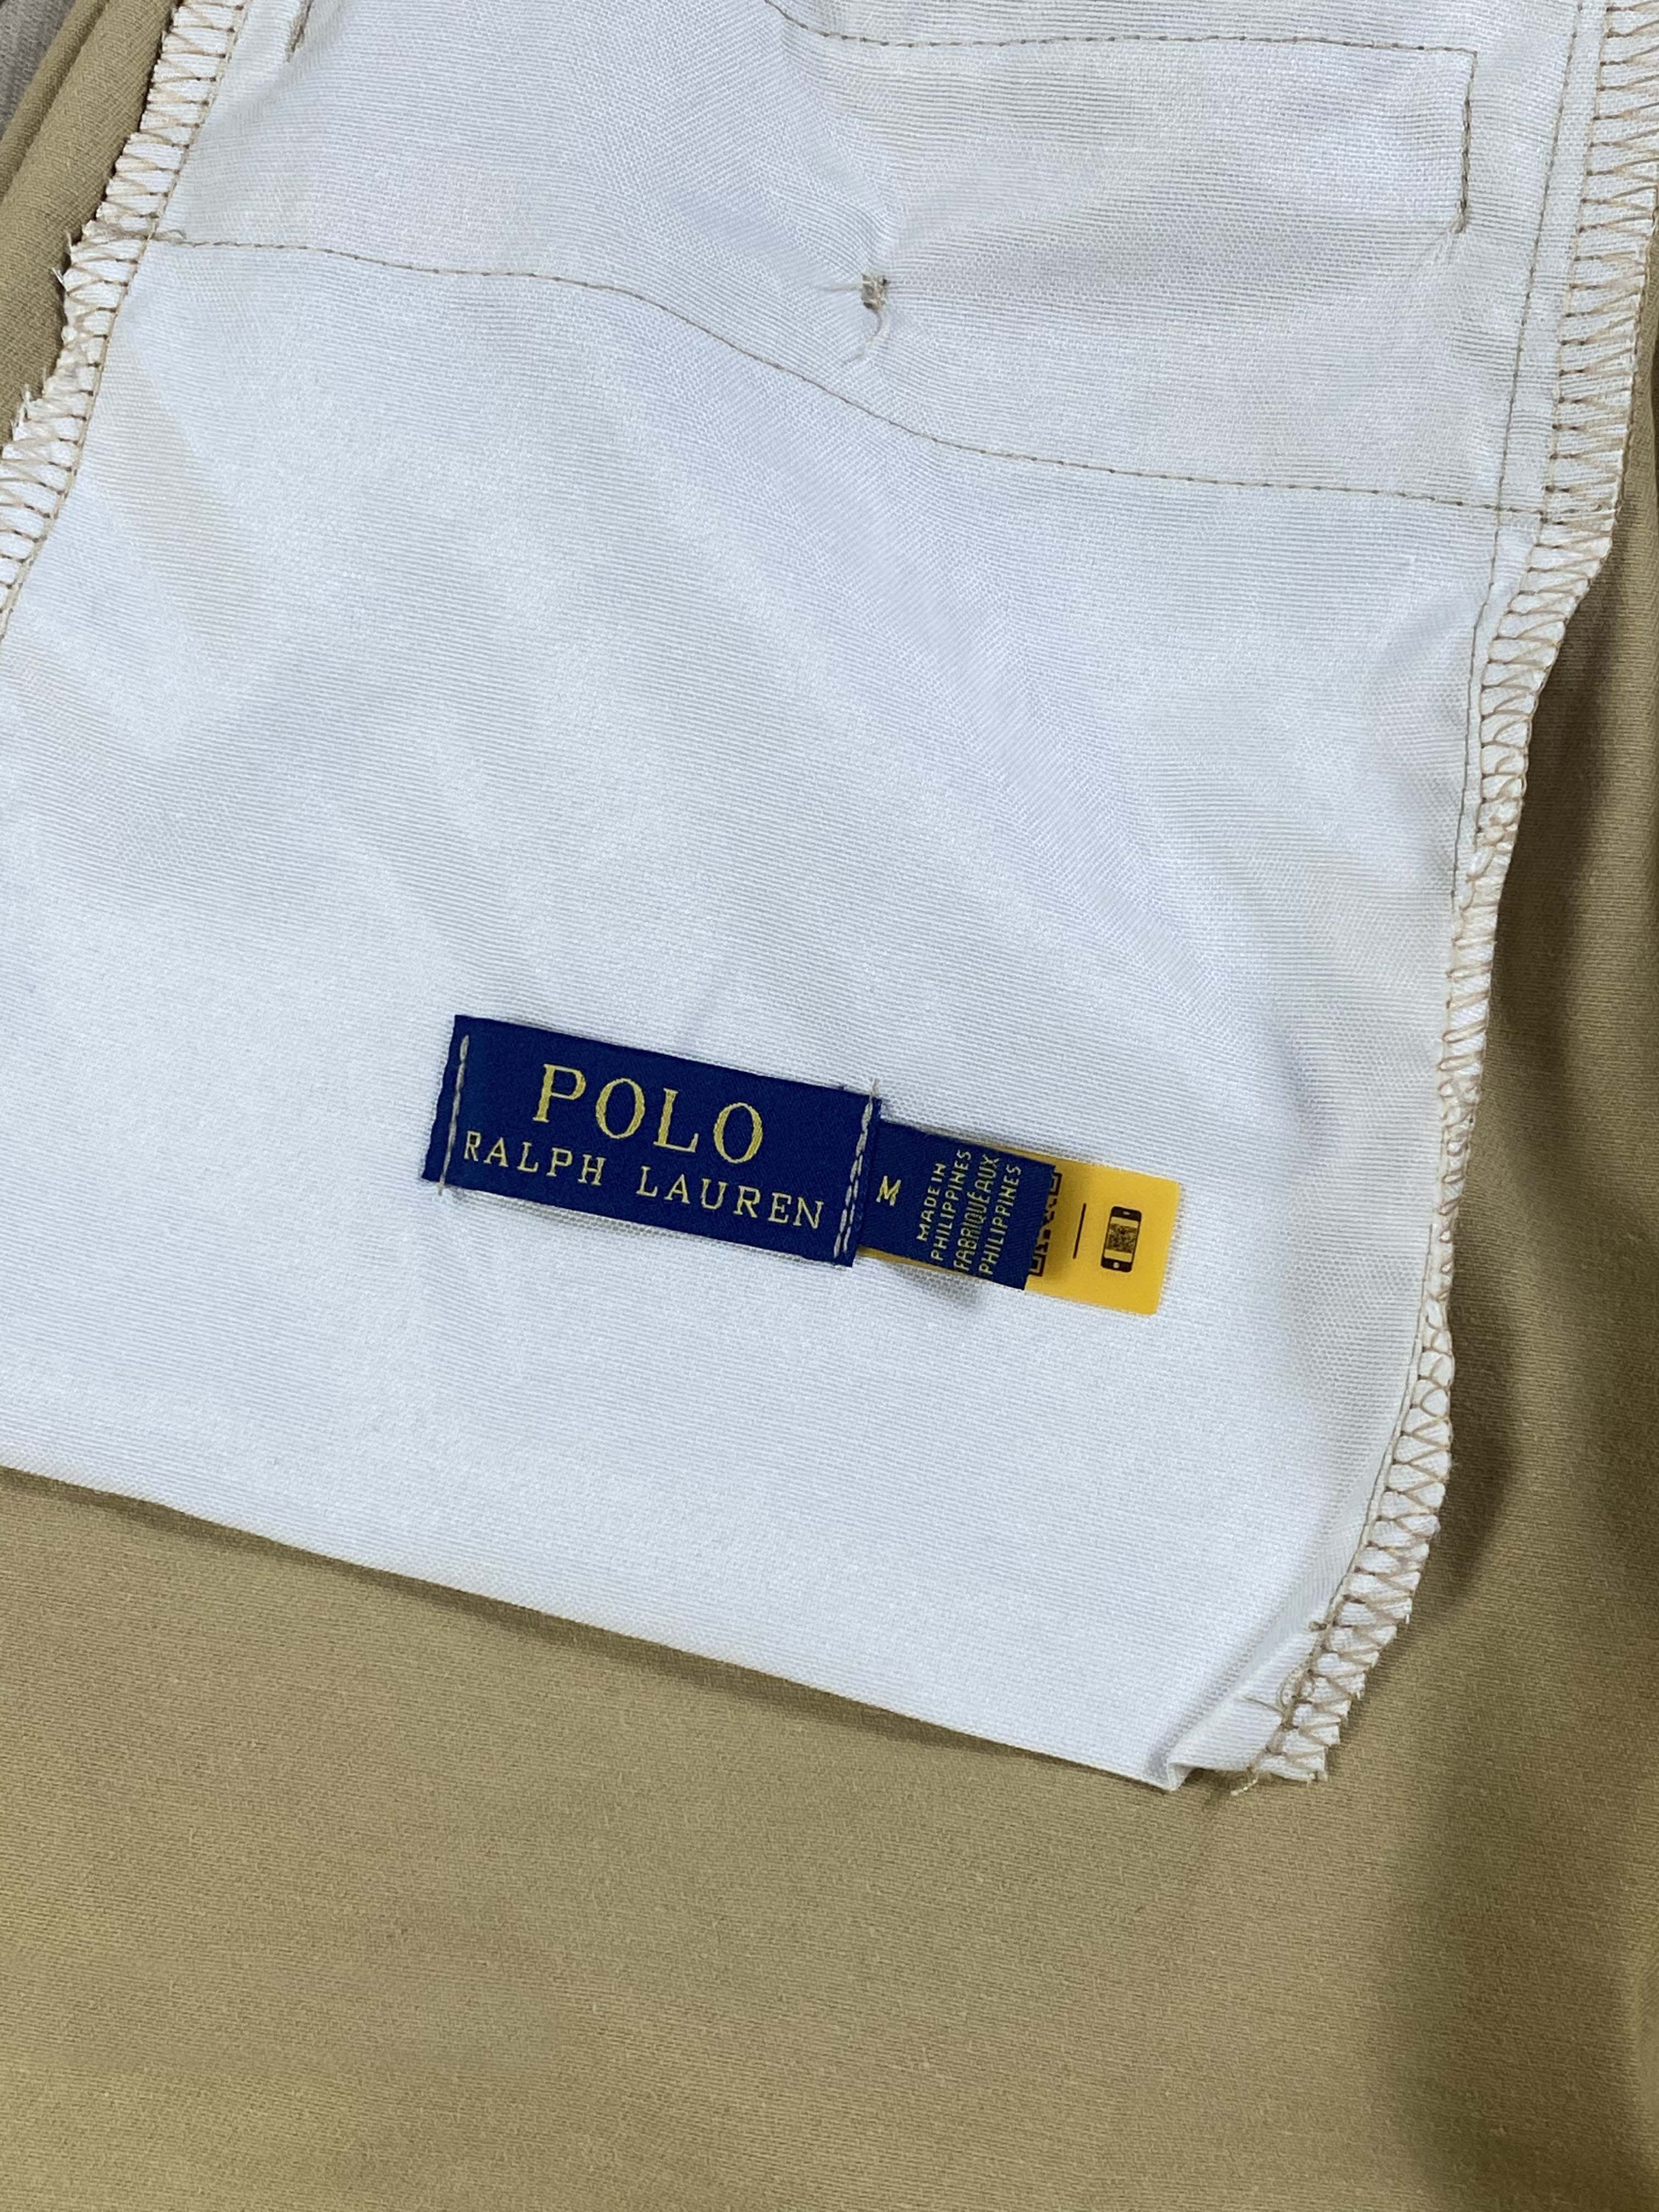 POLO
RALPH LAUREN
M
MADE IN
PHILIPPINES
FABRIQUÉ AUX
PHILIPPINES